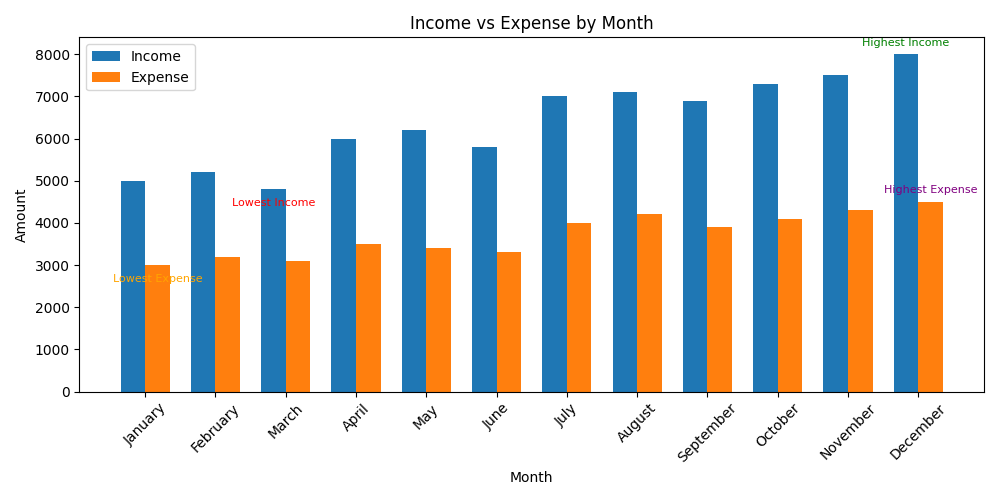 Income vs Expense by Month
Highest Income
Income
Expense
8000
7000
6000
5000
4000
3000
2000
1000
0
Amount
Highest Expense
Lowest Income
Lowest Expense
January
February
March
April
May
June
July
August
September
October
November
December
Month